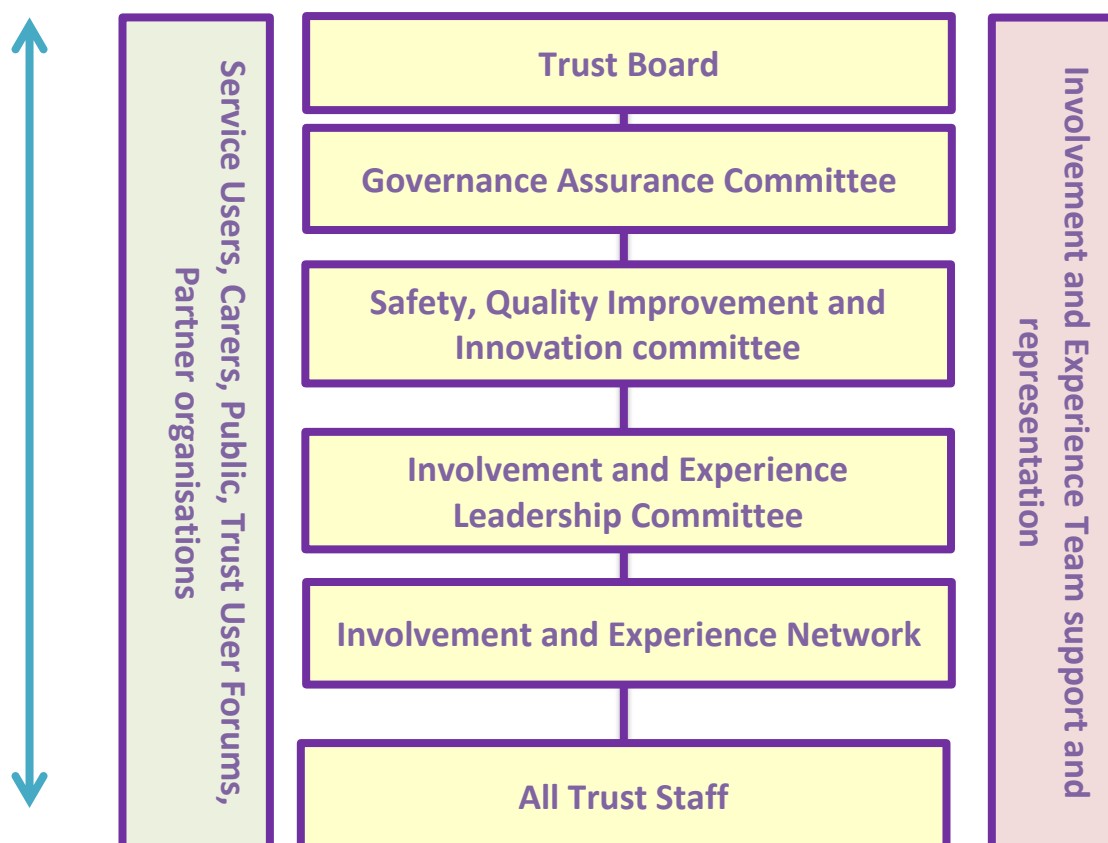 Service Users, Carers, Public, Trust User Forums,
Partner organisations
Trust Board
Governance Assurance Committee
Safety, Quality Improvement and
Innovation committee
Involvement and Experience
Leadership Committee
Involvement and Experience Network
All Trust Staff
Involvement and Experience Team support and
representation